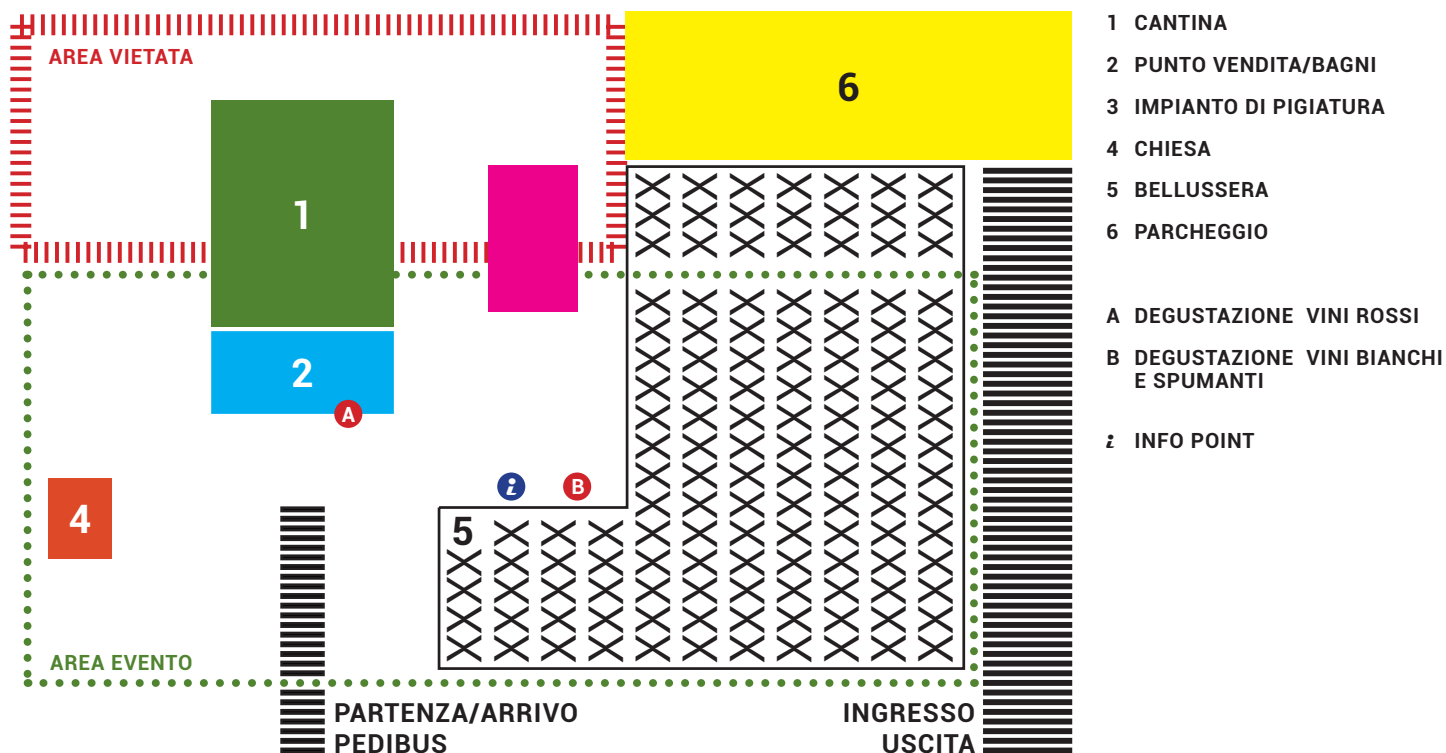 AREA VIETATA
6
1
2
A
i
B
4
5
AREA EVENTO
PARTENZA/ARRIVO
PEDIBUS
INGRESSO
USCITA
1 CANTINA
2 PUNTO VENDITA/BAGNI
3 IMPIANTO DI PIGIATURA
4 CHIESA
5 BELLUSSERA
6 PARCHEGGIO
A DEGUSTAZIONE VINI ROSSI
B DEGUSTAZIONE VINI BIANCHI
E SPUMANTI
i INFO POINT